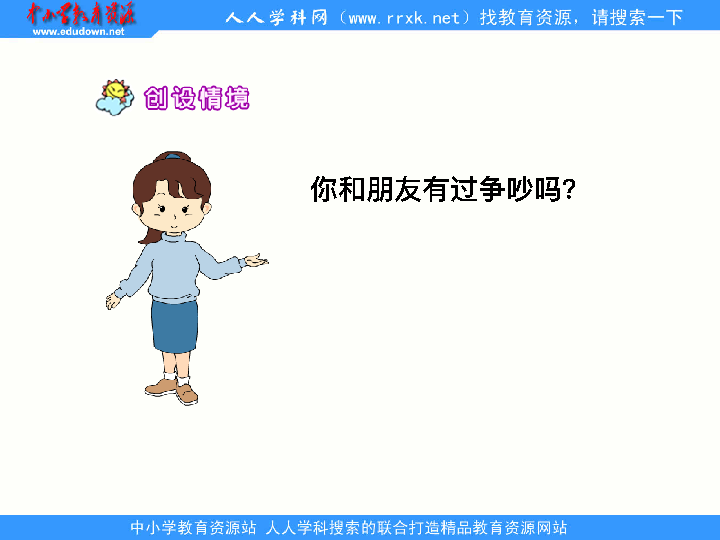 中小学教育资源
www.edudown.net
人人学科网（www.rrxk.net）找教育资源，请搜索一下
创设情境
你和朋友有过争吵吗?
中小学教育资源站 人人学科搜索的联合打造精品教育资源网站